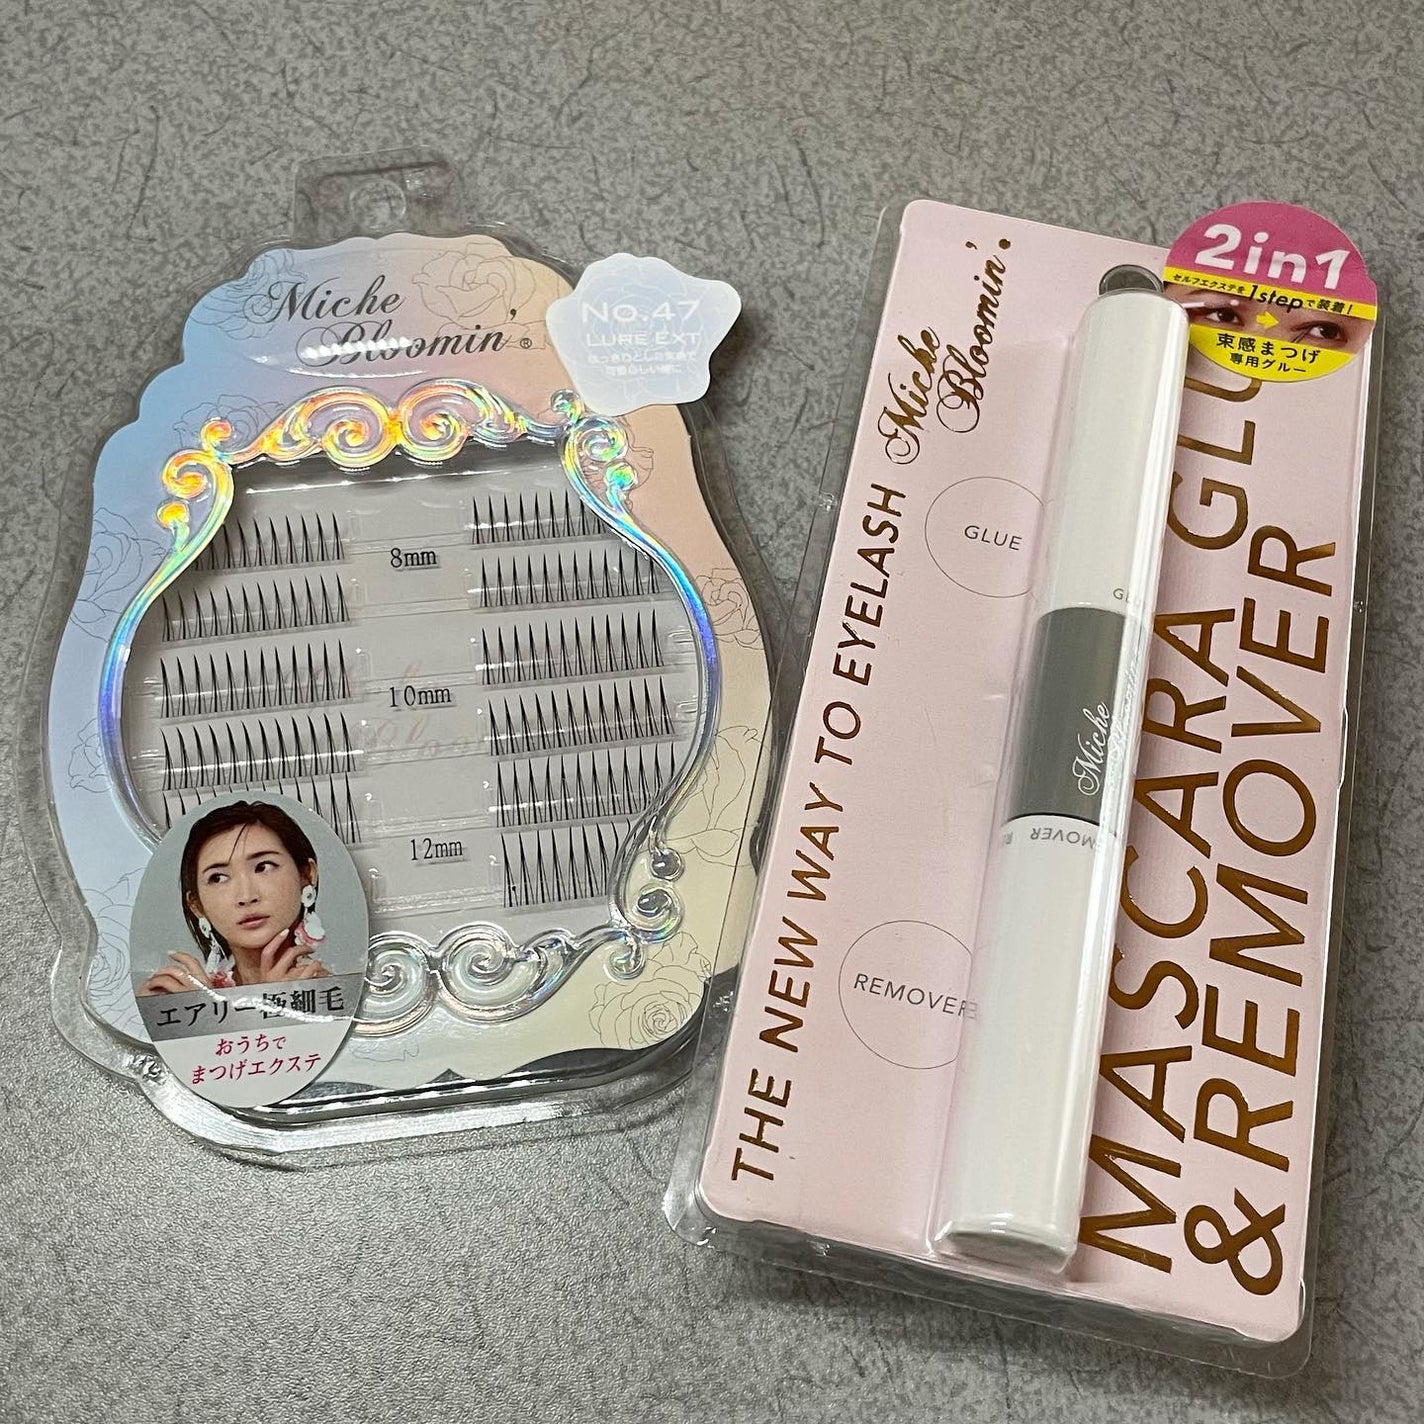 Miche
Bloomin'®
No.47
LURE EXT
8mm
10mm
12mm
エアリー極細毛
おうちで
まつげエクステ
2in1
セルフエクステを1stepで装着！
束感まつげ
専用グルー
THE NEW WAY TO EYELASH
Miche
Bloomin'.
GLUE
REMOVER
Miche
REMOVER
MASCARA GLU
& REMOVER